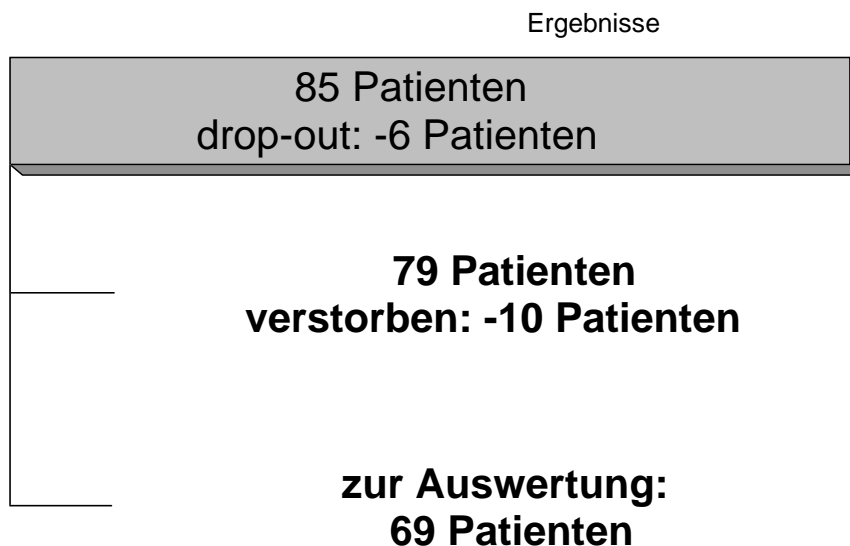 Ergebnisse
85 Patienten
drop-out: -6 Patienten
79 Patienten
verstorben: -10 Patienten
zur Auswertung:
69 Patienten